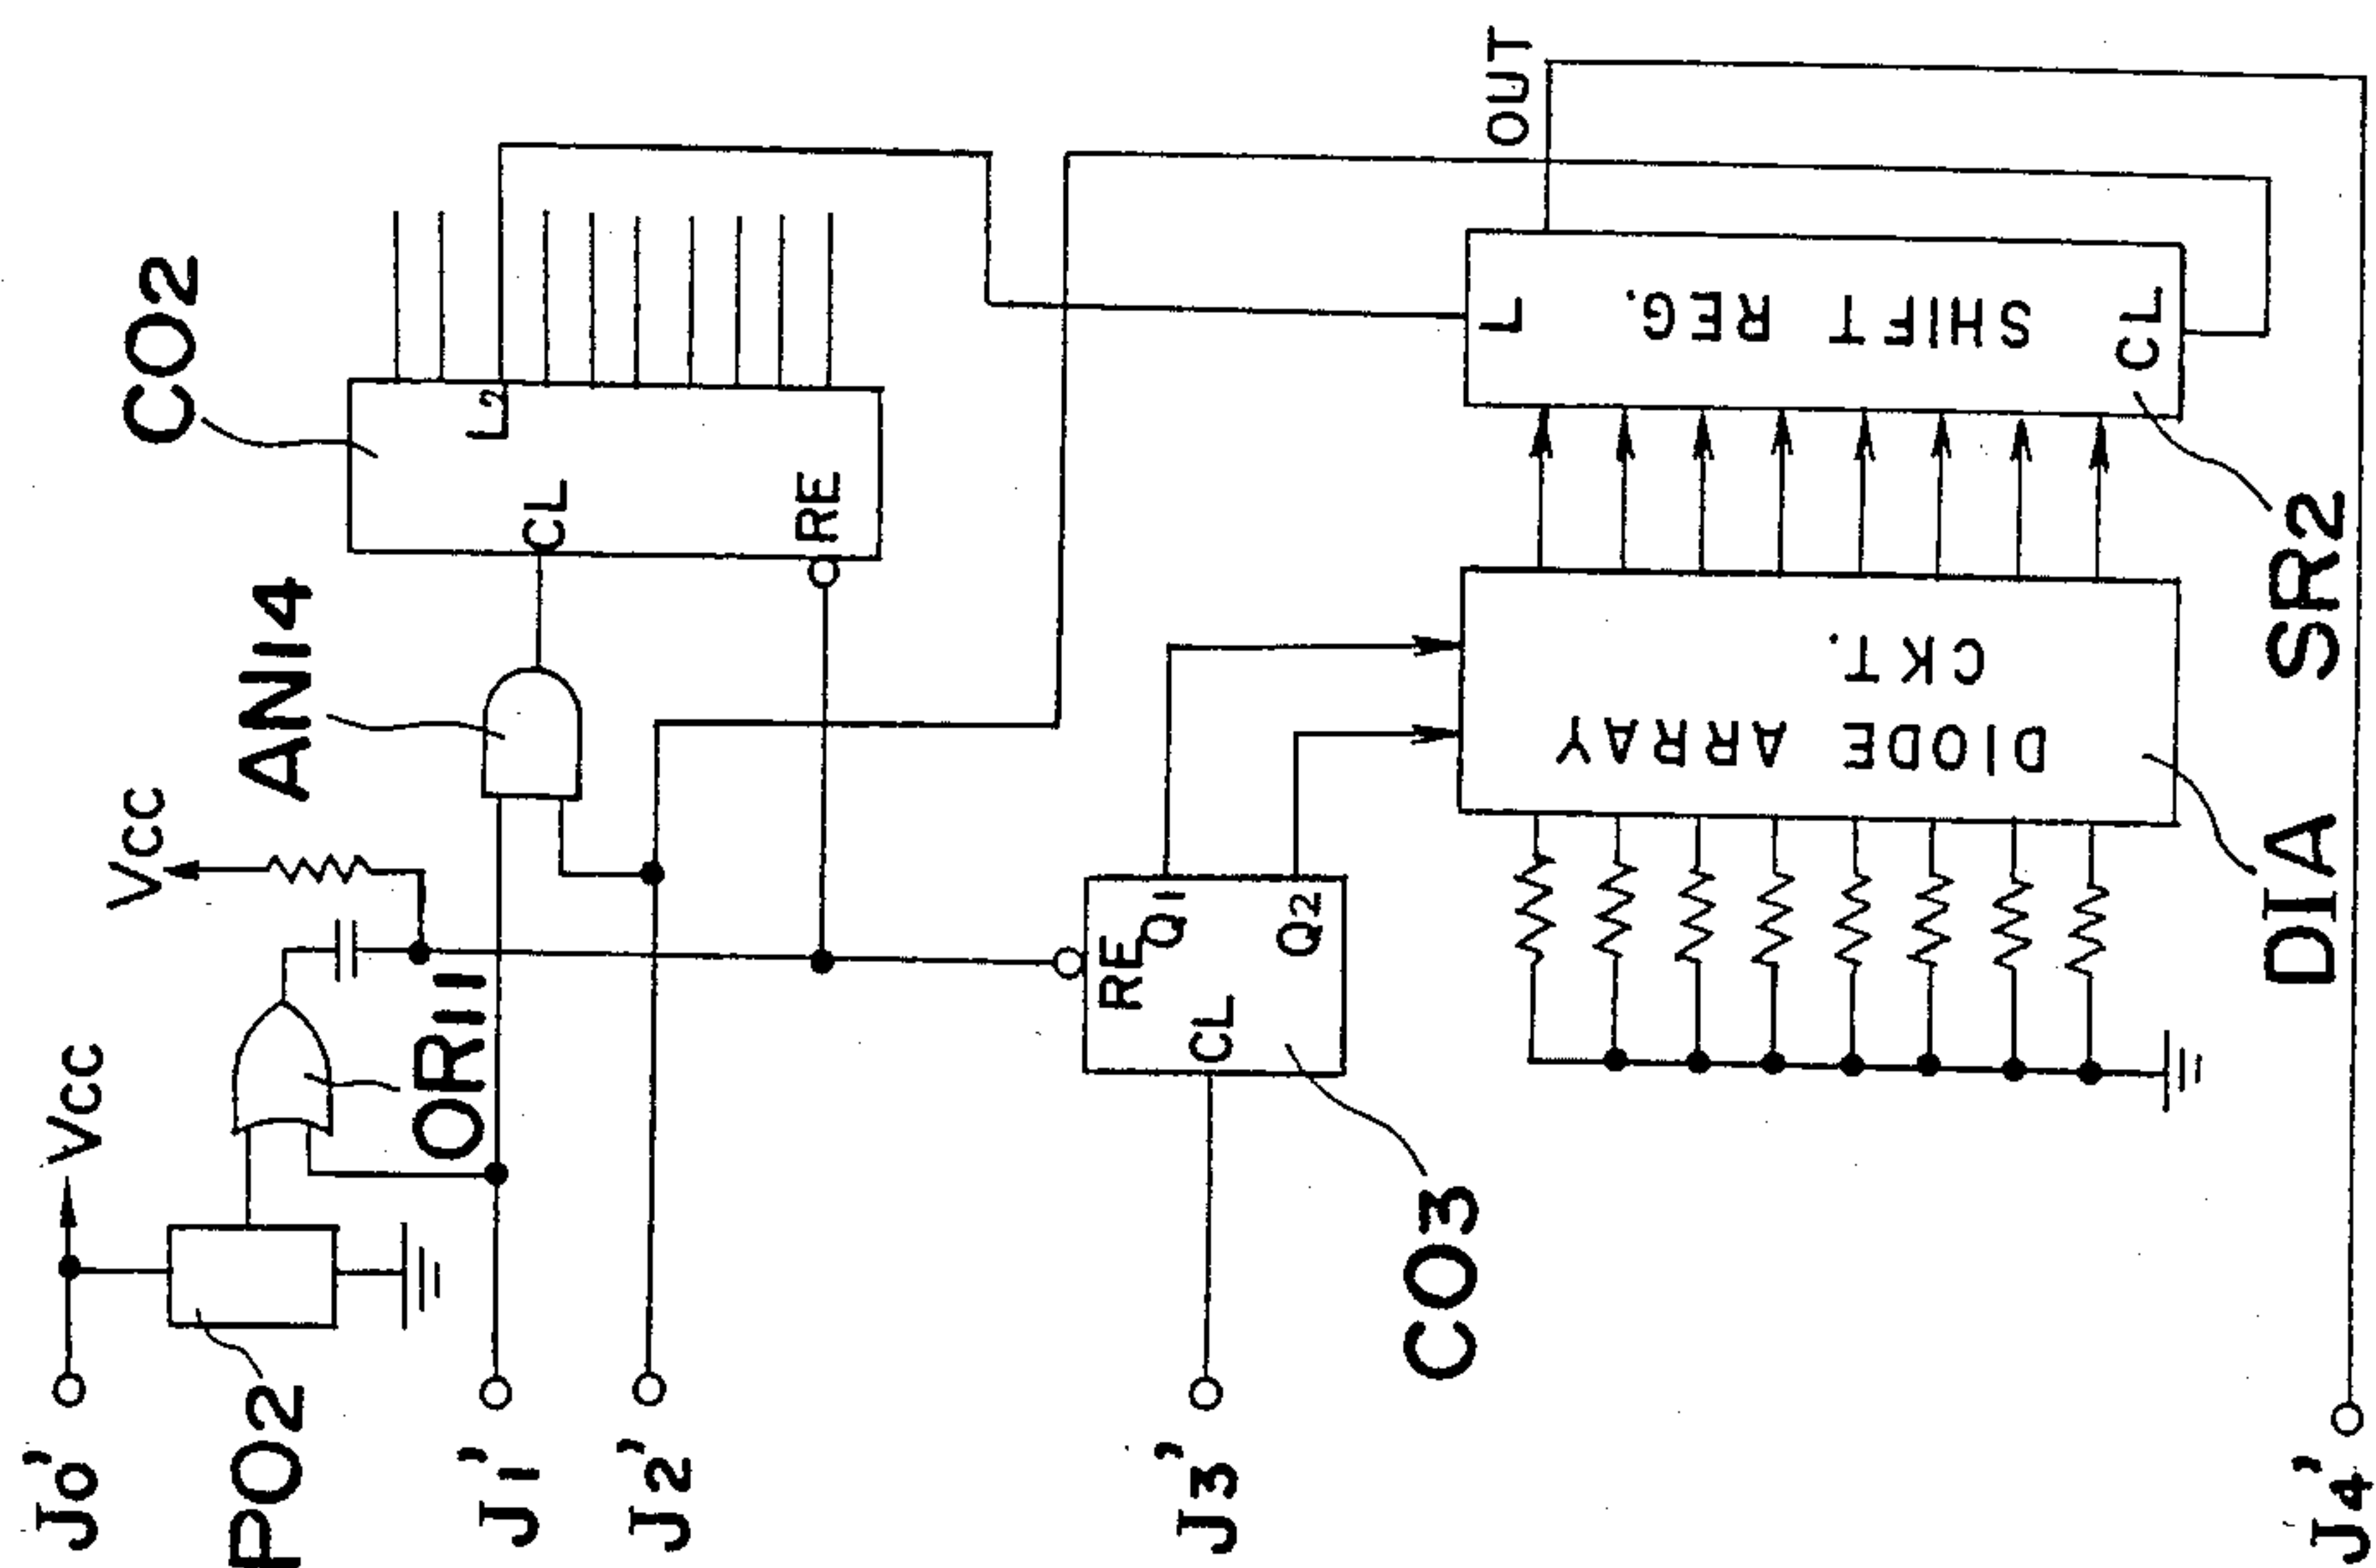 J0'
VCC
PO2
VCC
OR11
J1'
J2'
AN14
CO2
L2
CL
RE
J3'
CO3
RE
Q1
CL
Q2
DIODE ARRAY
CKT.
DIA
SHIFT REG.
L
CL
SR2
OUT
J4'